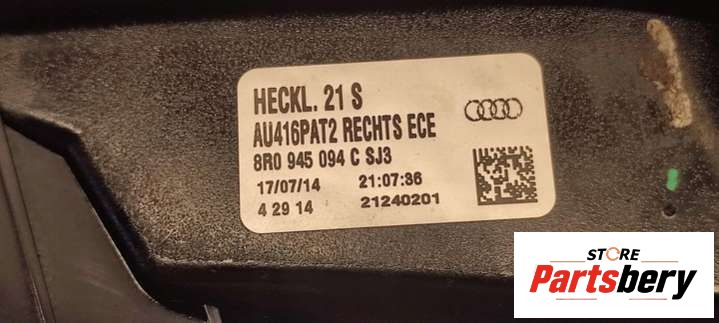 HECKL. 21 S
AU416PAT2 RECHTS ECE
8R0 945 094 C SJ3
17/07/14 21:07:36
4 29 14 21240201
STORE
Partsbery